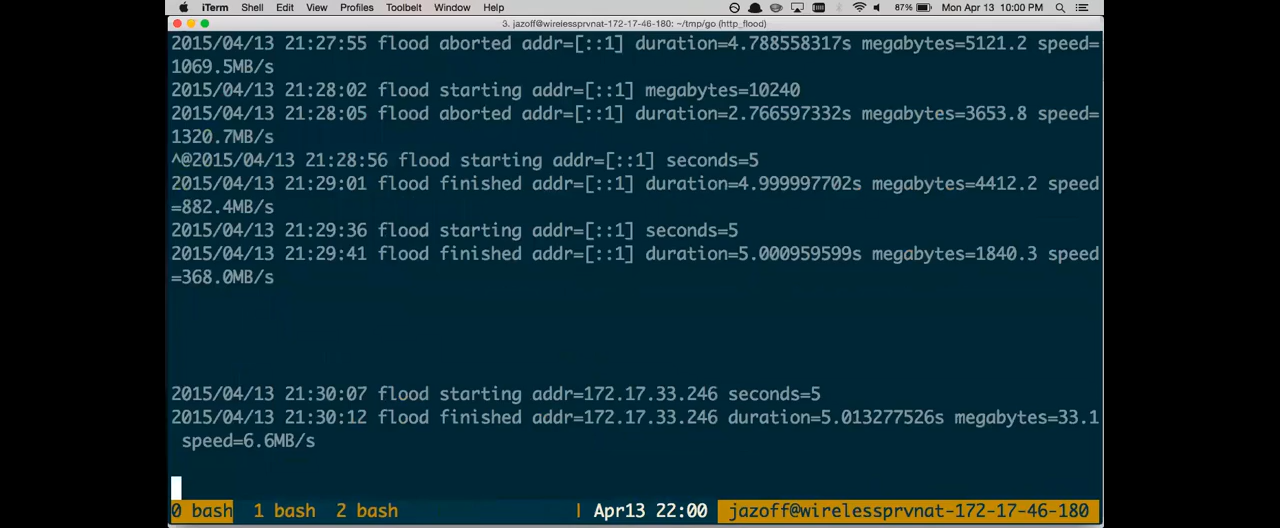 iTerm Shell Edit View Profiles Toolbelt Window Help 87% Mon Apr 13 10:00 PM
3. jazoff@wirelessprvnat-172-17-46-180: ~/tmp/go (http_flood)
2015/04/13 21:27:55 flood aborted addr=[::1] duration=4.788558317s megabytes=5121.2 speed=
1069.5MB/s
2015/04/13 21:28:02 flood starting addr=[::1] megabytes=10240
2015/04/13 21:28:05 flood aborted addr=[::1] duration=2.766597332s megabytes=3653.8 speed=
1320.7MB/s
^@2015/04/13 21:28:56 flood starting addr=[::1] seconds=5
2015/04/13 21:29:01 flood finished addr=[::1] duration=4.999997702s megabytes=4412.2 speed
=882.4MB/s
2015/04/13 21:29:36 flood starting addr=[::1] seconds=5
2015/04/13 21:29:41 flood finished addr=[::1] duration=5.000959599s megabytes=1840.3 speed
=368.0MB/s
2015/04/13 21:30:07 flood starting addr=172.17.33.246 seconds=5
2015/04/13 21:30:12 flood finished addr=172.17.33.246 duration=5.013277526s megabytes=33.1
speed=6.6MB/s
0 bash 1 bash 2 bash | Apr13 22:00 jazoff@wirelessprvnat-172-17-46-180